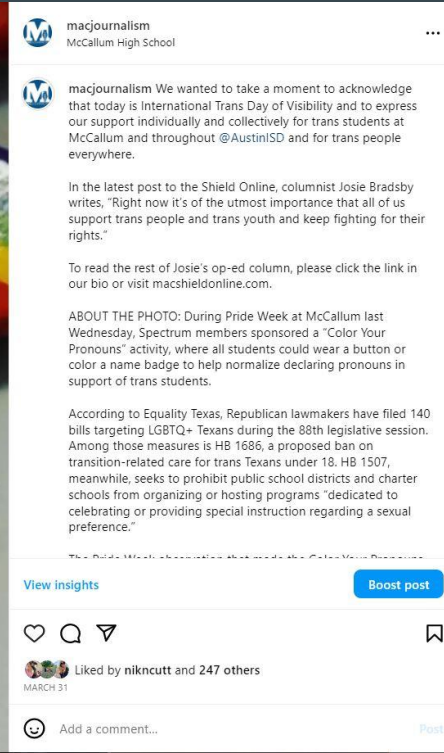 macjournalism
McCallum High School
macjournalism We wanted to take a moment to acknowledge
that today is International Trans Day of Visibility and to express
our support individually and collectively for trans students at
McCallum and throughout @AustinISD and for trans people
everywhere.
In the latest post to the Shield Online, columnist Josie Bradsby
writes, “Right now it’s of the utmost importance that all of us
support trans people and trans youth and keep fighting for their
rights.”
To read the rest of Josie’s op-ed column, please click the link in
our bio or visit macshieldonline.com.
ABOUT THE PHOTO: During Pride Week at McCallum last
Wednesday, Spectrum members sponsored a “Color Your
Pronouns” activity, where all students could wear a button or
color a name badge to help normalize declaring pronouns in
support of trans students.
According to Equality Texas, Republican lawmakers have filed 140
bills targeting LGBTQ+ Texans during the 88th legislative session.
Among those measures is HB 1686, a proposed ban on
transition-related care for trans Texans under 18. HB 1507,
meanwhile, seeks to prohibit public school districts and charter
schools from organizing or hosting programs “dedicated to
celebrating or providing special instruction regarding a sexual
preference.”
The Pride Week observation that made the Color Your Pronouns
View insights
Boost post
Liked by nikncutt and 247 others
MARCH 31
Add a comment...
Post